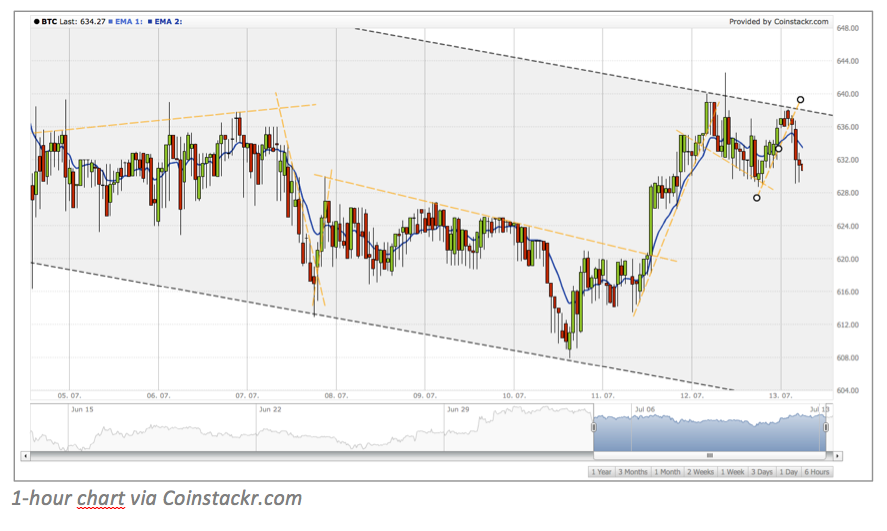 BTC Last: 634.27 EMA 1: EMA 2: Provided by Coinstackr.com
648.00
644.00
640.00
636.00
632.00
628.00
624.00
620.00
616.00
612.00
608.00
604.00
05. 07. 06. 07. 07. 07. 08. 07. 09. 07. 10. 07. 11. 07. 12. 07. 13. 07.
Jun 15 Jun 22 Jun 29 Jul 06 Jul 13
1 Year 3 Months 1 Month 2 Weeks 1 Week 3 Days 1 Day 6 Hours
1-hour chart via Coinstackr.com